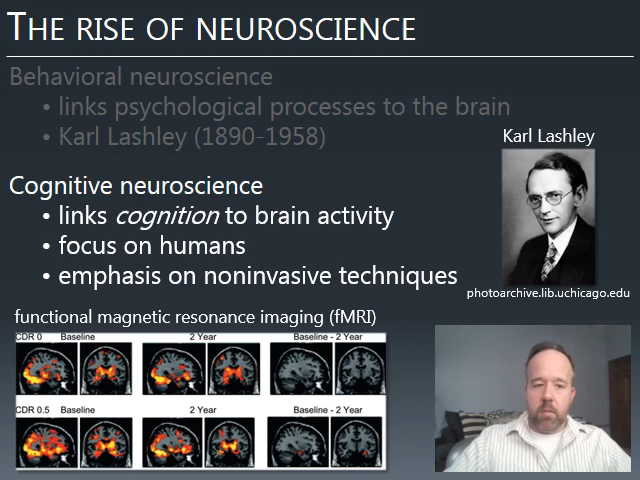 THE RISE OF NEUROSCIENCE
Behavioral neuroscience
• links psychological processes to the brain
• Karl Lashley (1890-1958)
Karl Lashley
Cognitive neuroscience
• links cognition to brain activity
• focus on humans
• emphasis on noninvasive techniques
photoarchive.lib.uchicago.edu
functional magnetic resonance imaging (fMRI)
CDR 0 Baseline 2 Year Baseline - 2 Year
CDR 0.5 Baseline 2 Year Baseline - 2 Year